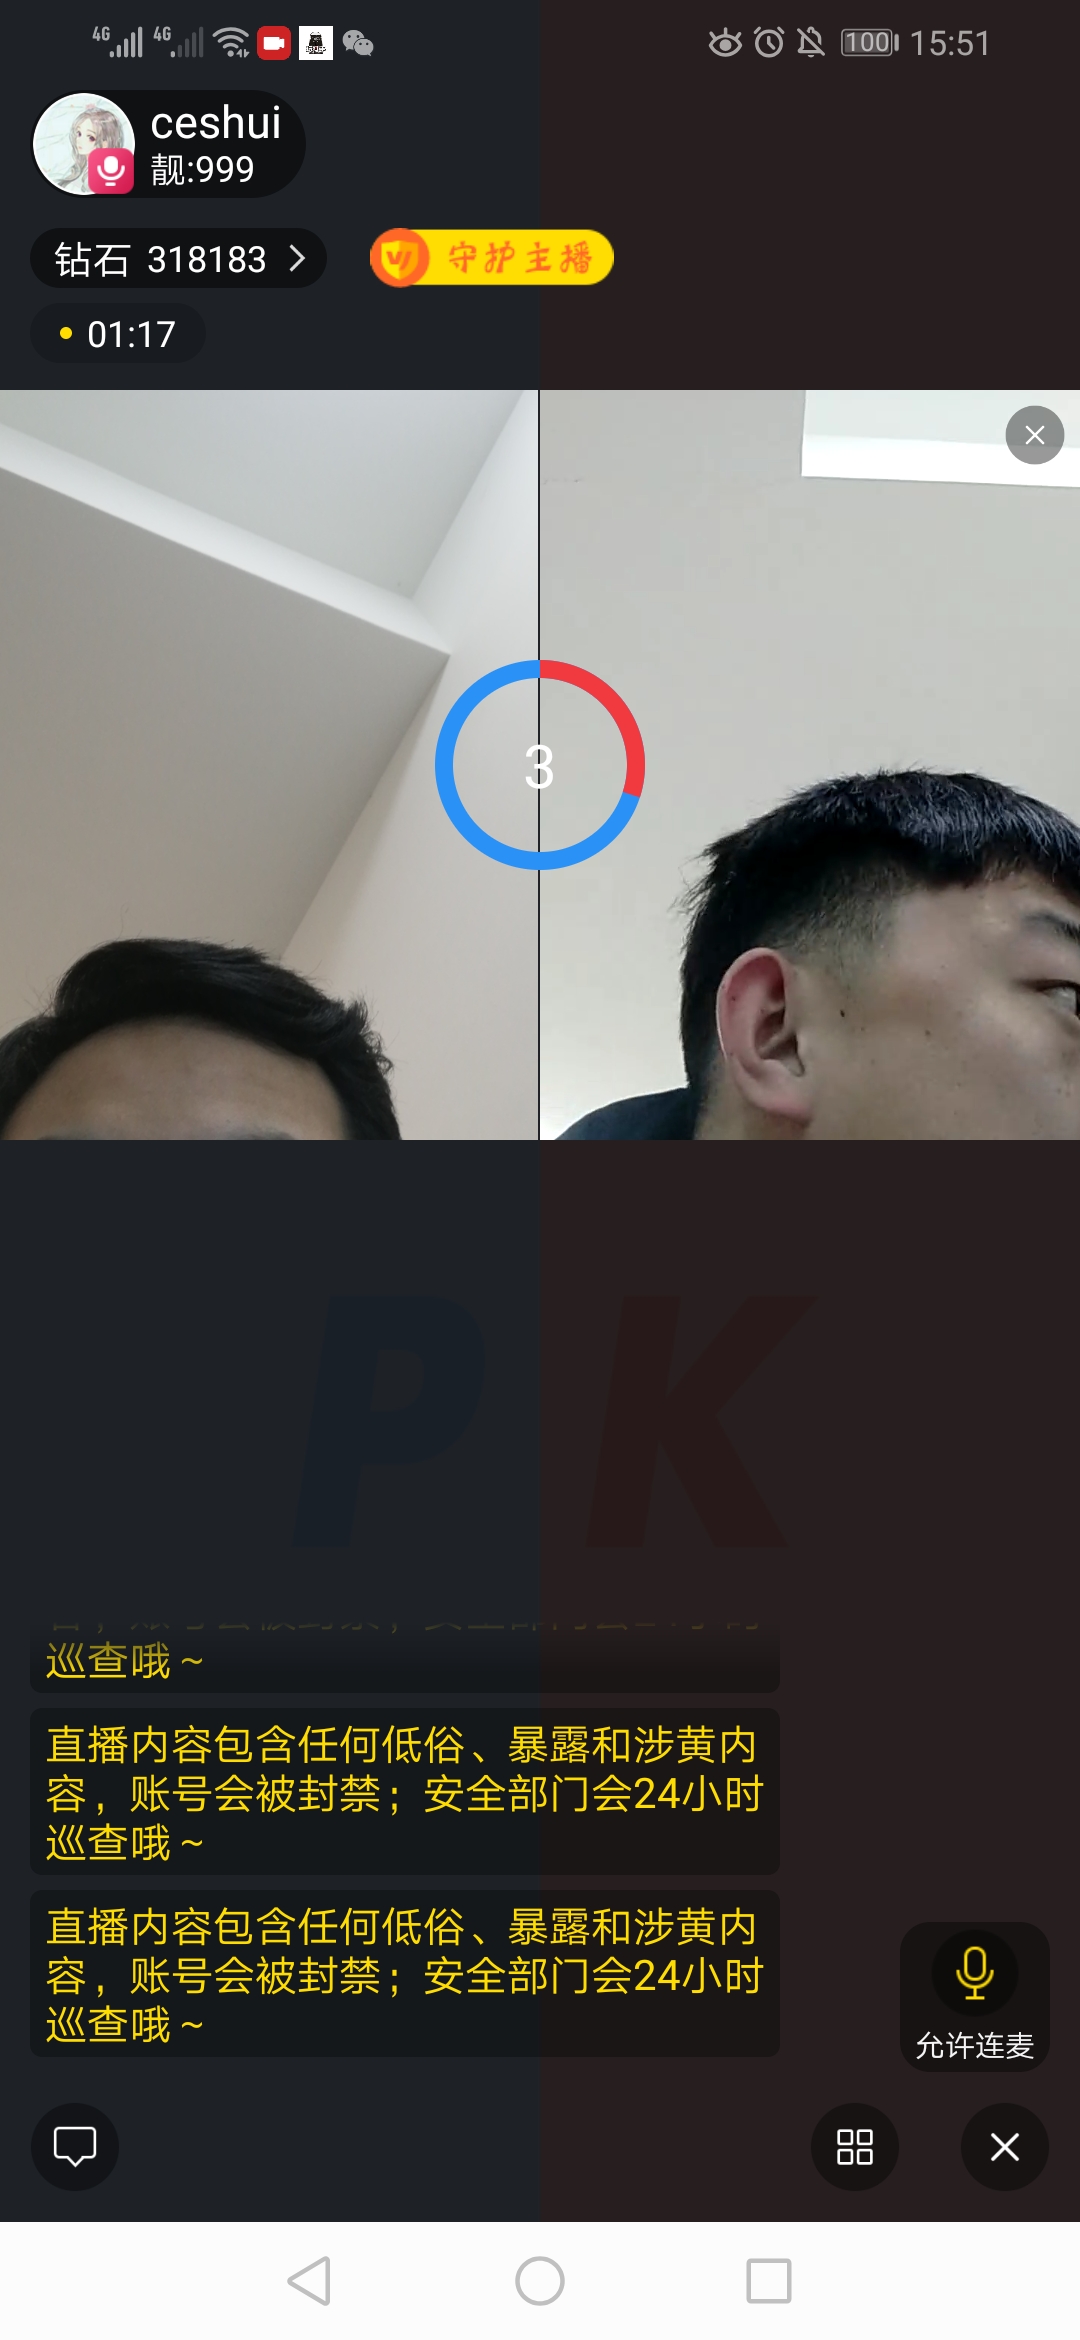 4G 4G 100 15:51
ceshui
靓:999
钻石 318183
守护主播
01:17
3
PK
巡查哦~
直播内容包含任何低俗、暴露和涉黄内
容，账号会被封禁；安全部门会24小时
巡查哦~
直播内容包含任何低俗、暴露和涉黄内
容，账号会被封禁；安全部门会24小时
巡查哦~
允许连麦